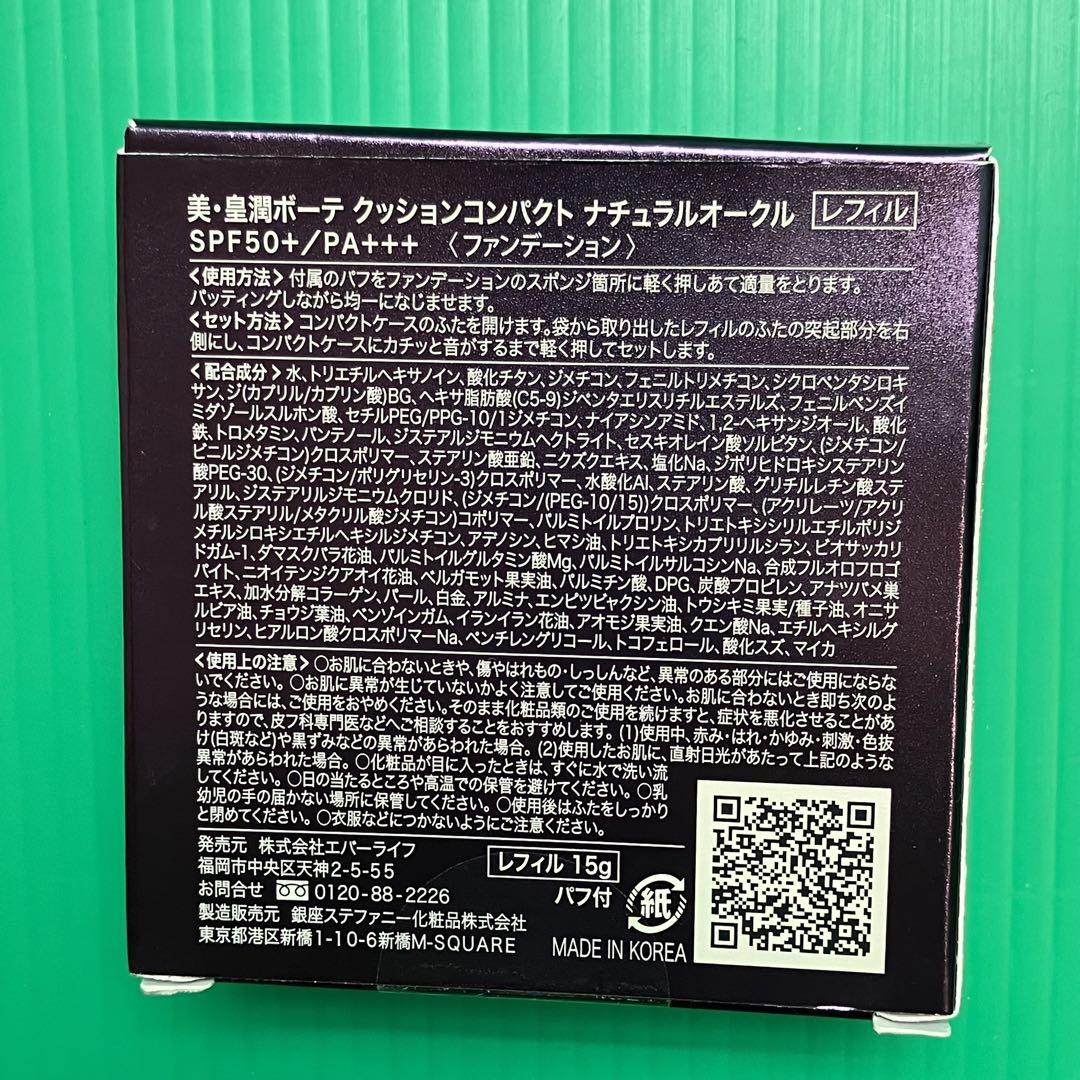 美・皇潤ボーテ クッションコンパクト ナチュラルオークル レフィル
SPF50+/PA+++ 〈ファンデーション〉
〈使用方法〉付属のパフをファンデーションのスポンジ箇所に軽く押しあて適量をとります。
パッティングしながら均一になじませます。
〈セット方法〉コンパクトケースのふたを開けます。袋から取り出したレフィルのふたの突起部分を右
側にし、コンパクトケースにカチッと音がするまで軽く押してセットします。
〈配合成分〉水、トリエチルヘキサノイン、酸化チタン、ジメチコン、フェニルトリメチコン、シクロペンタシロキ
サン、ジ(カプリル/カプリン酸)BG、ヘキサ脂肪酸(C5-9)ジペンタエリスリチルエステルズ、フェニルベンズイ
ミダゾールスルホン酸、セチルPEG/PPG-10/1ジメチコン、ナイアシンアミド、1,2-ヘキサンジオール、酸化
鉄、トロメタミン、パンテノール、ジステアルジモニウムヘクトライト、セスキオレイン酸ソルビタン、(ジメチコン/
ビニルジメチコン)クロスポリマー、ステアリン酸亜鉛、ニクズクエキス、塩化Na、ジポリヒドロキシステアリン
酸PEG-30、(ジメチコン/ポリグリセリン-3)クロスポリマー、水酸化Al、ステアリン酸、グリチルレチン酸ステ
アリル、ジステアリルジモニウムクロリド、(ジメチコン/(PEG-10/15))クロスポリマー、(アクリレーツ/アクリ
ル酸ステアリル/メタクリル酸ジメチコン)コポリマー、パルミトイルプロリン、トリエトキシシリルエチルポリジ
メチルシロキシエチルヘキシルジメチコン、アデノシン、ヒマシ油、トリエトキシカプリリルシラン、ビオサッカリ
ドガム-1、ダマスクバラ花油、パルミトイルグルタミン酸Mg、パルミトイルサルコシンNa、合成フルオロフロゴ
パイト、ニオイテンジクアオイ花油、ベルガモット果実油、パルミチン酸、DPG、炭酸プロピレン、アナツバメ巣
エキス、加水分解コラーゲン、パール、白金、アルミナ、エンピツビャクシン油、トウシキミ果実/種子油、オニサ
ルビア油、チョウジ葉油、ベンゾインガム、イランイラン花油、アオモジ果実油、クエン酸Na、エチルヘキシルグ
リセリン、ヒアルロン酸クロスポリマーNa、ペンチレングリコール、トコフェロール、酸化スズ、マイカ
〈使用上の注意〉○お肌に合わないときや、傷やはれもの・しっしんなど、異常のある部分にはご使用にならな
いでください。○お肌に異常が生じていないかよく注意してご使用ください。お肌に合わないとき即ち次のよ
うな場合には、ご使用をおやめください。そのまま化粧品類のご使用を続けますと、症状を悪化させることがあ
りますので、皮フ科専門医などへご相談することをおすすめします。(1)使用中、赤み・はれ・かゆみ・刺激・色抜
け(白斑など)や黒ずみなどの異常があらわれた場合。(2)使用したお肌に、直射日光があたって上記のような
異常があらわれた場合。○化粧品が目に入ったときは、すぐに水で洗い流
してください。○日の当たるところや高温での保管を避けてください。○乳
幼児の手の届かない場所に保管してください。○使用後はふたをしっかり
と閉めてください。○衣服などにつかないようにご注意ください。
発売元 株式会社エバーライフ
福岡市中央区天神2-5-55
お問合せ 0120-88-2226
製造販売元 銀座ステファニー化粧品株式会社
東京都港区新橋1-10-6新橋M-SQUARE
レフィル 15g
パフ付
紙
MADE IN KOREA